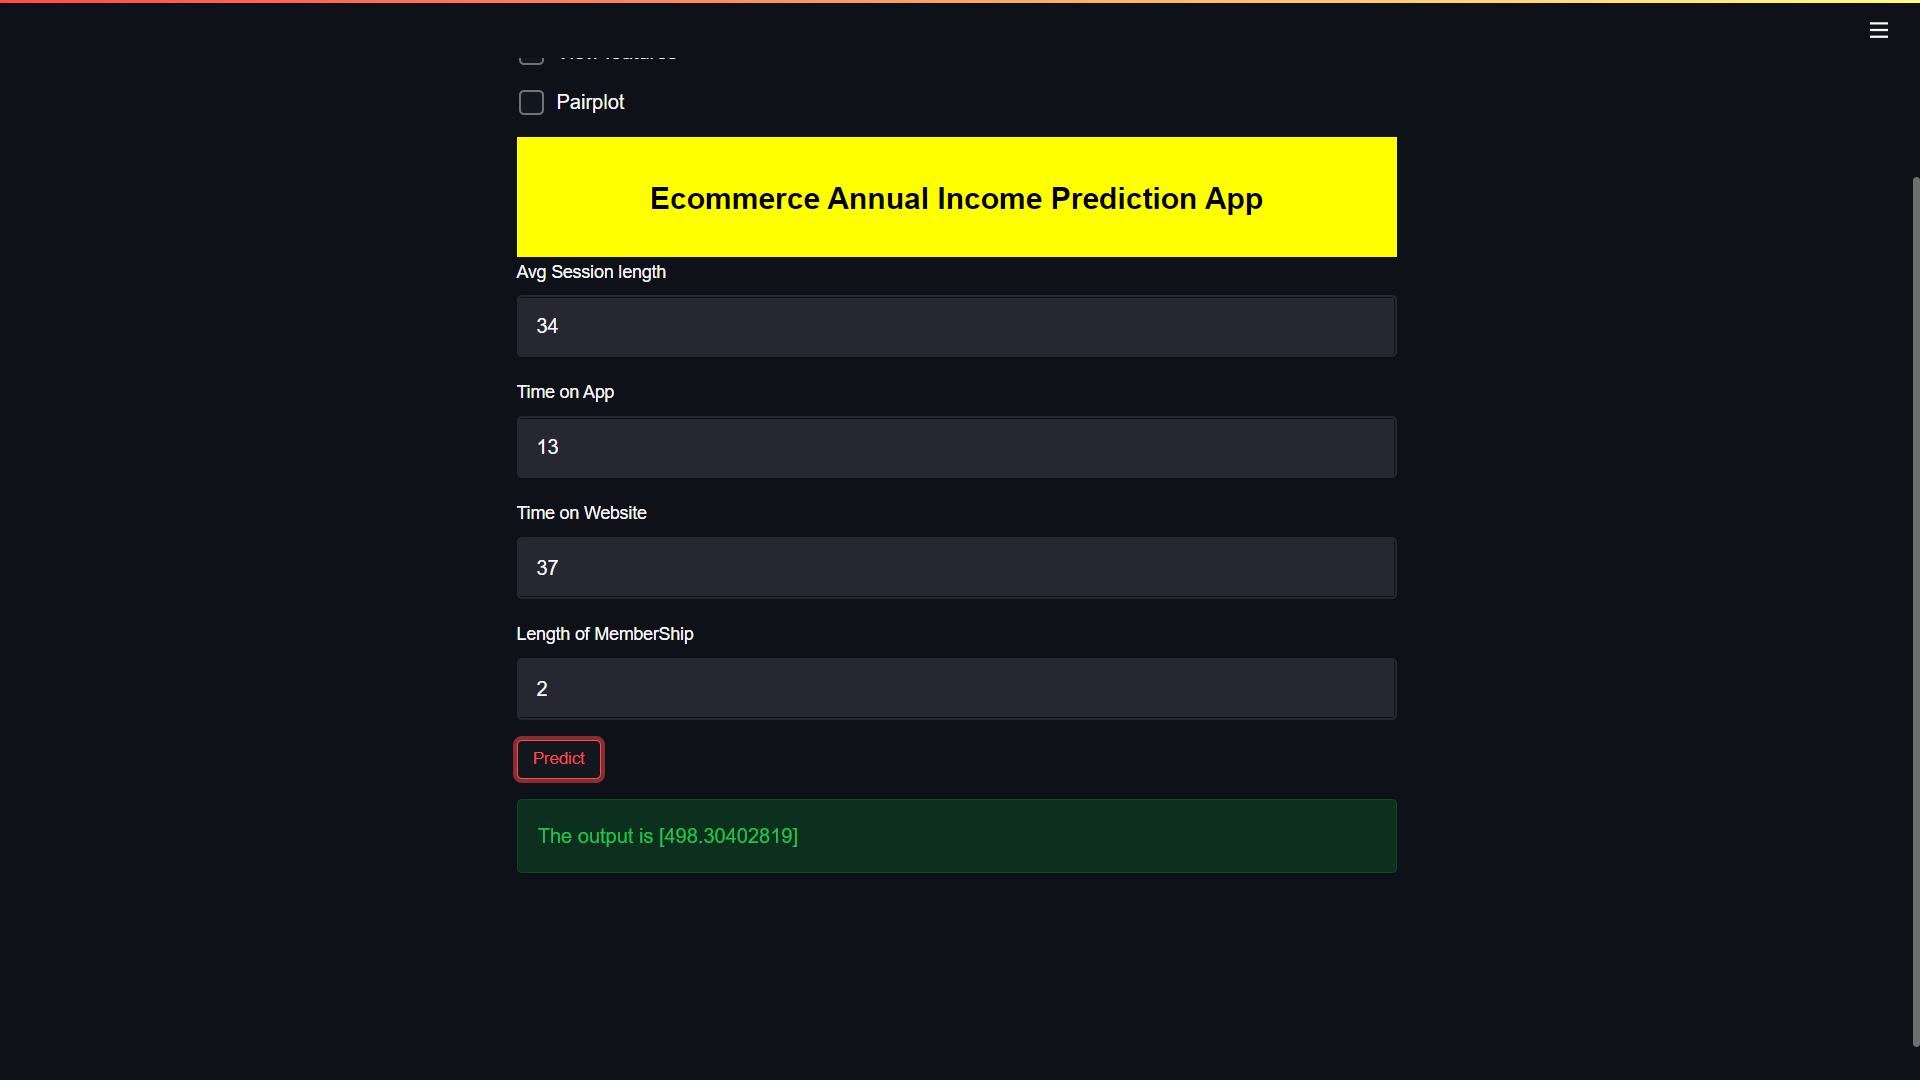 Pairplot
Ecommerce Annual Income Prediction App
Avg Session length
34
Time on App
13
Time on Website
37
Length of MemberShip
2
Predict
The output is [498.30402819]